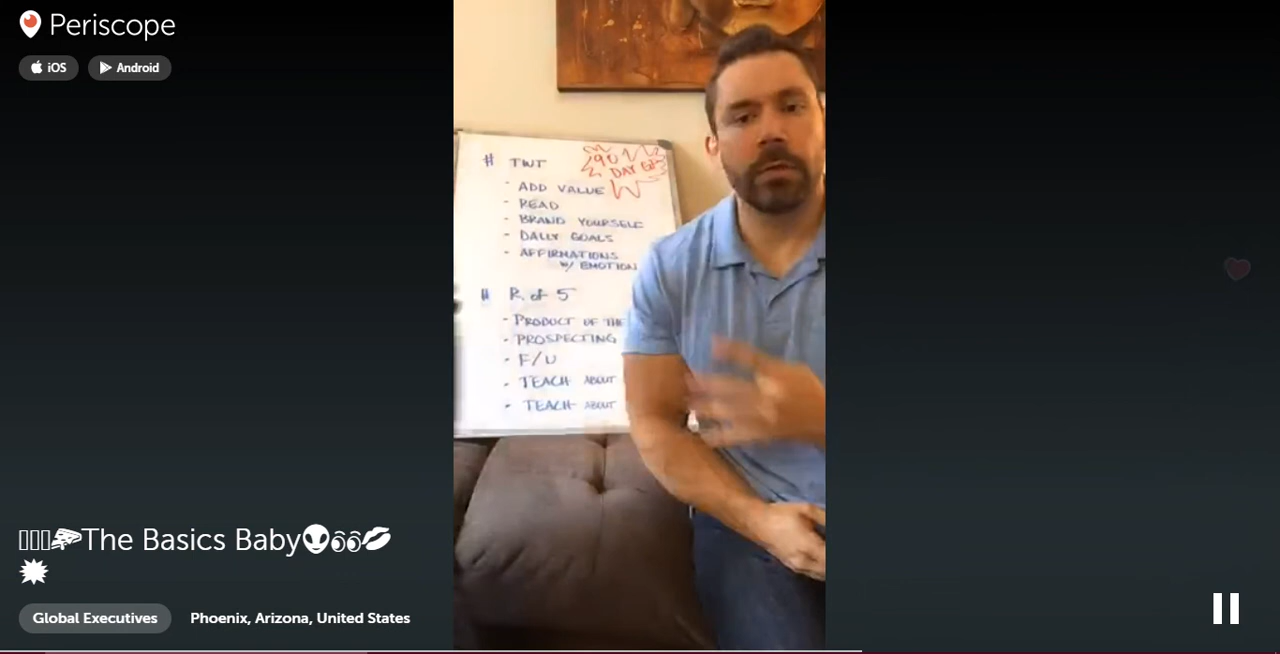 Periscope
iOS
Android
# TWT
90
DAY
- ADD VALUE
- READ
- BRAND YOURSELF
- DAILY GOALS
- AFFIRMATIONS
W/ EMOTION
# R of 5
- PRODUCT OF THE
- PROSPECTING
- F/U
- TEACH ABOUT
- TEACH ABOUT
The Basics Baby
Global Executives
Phoenix, Arizona, United States